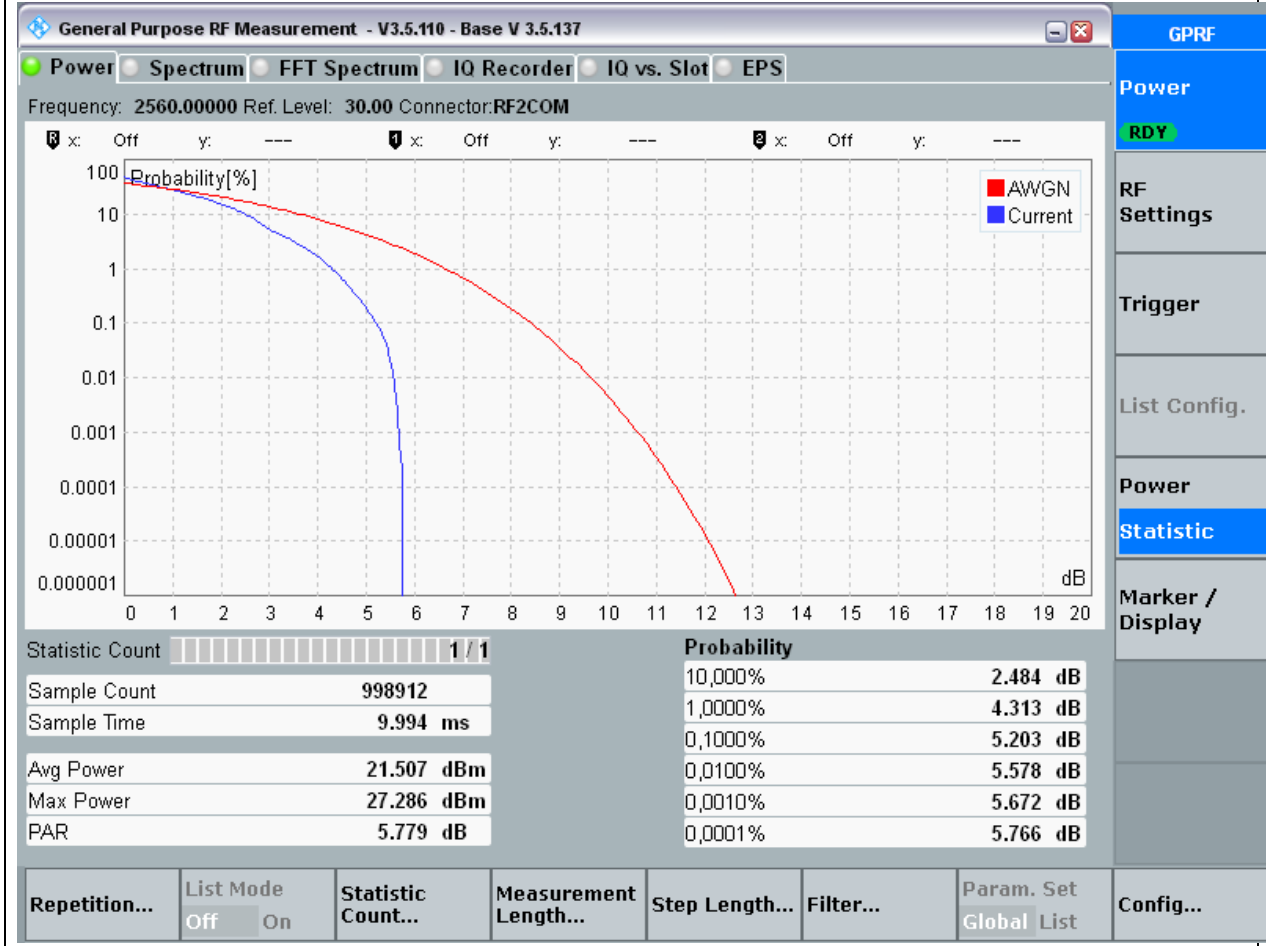 General Purpose RF Measurement - V3.5.110 - Base V 3.5.137
GPRF
Power Spectrum FFT Spectrum IQ Recorder IQ vs. Slot EPS
Frequency: 2560.00000 Ref. Level: 30.00 Connector:RF2COM
R x: Off y: --- 1 x: Off y: --- 2 x: Off y: ---
Probability[%]
100
10
1
0.1
0.01
0.001
0.0001
0.00001
0.000001
AWGN
Current
dB
0 1 2 3 4 5 6 7 8 9 10 11 12 13 14 15 16 17 18 19 20
Statistic Count 1 / 1
Sample Count 998912
Sample Time 9.994 ms
Avg Power 21.507 dBm
Max Power 27.286 dBm
PAR 5.779 dB
Probability
10,000% 2.484 dB
1,0000% 4.313 dB
0,1000% 5.203 dB
0,0100% 5.578 dB
0,0010% 5.672 dB
0,0001% 5.766 dB
Power
RDY
RF
Settings
Trigger
List Config.
Power
Statistic
Marker /
Display
Repetition...
List Mode
Off On
Statistic
Count...
Measurement
Length...
Step Length...
Filter...
Param. Set
Global List
Config...